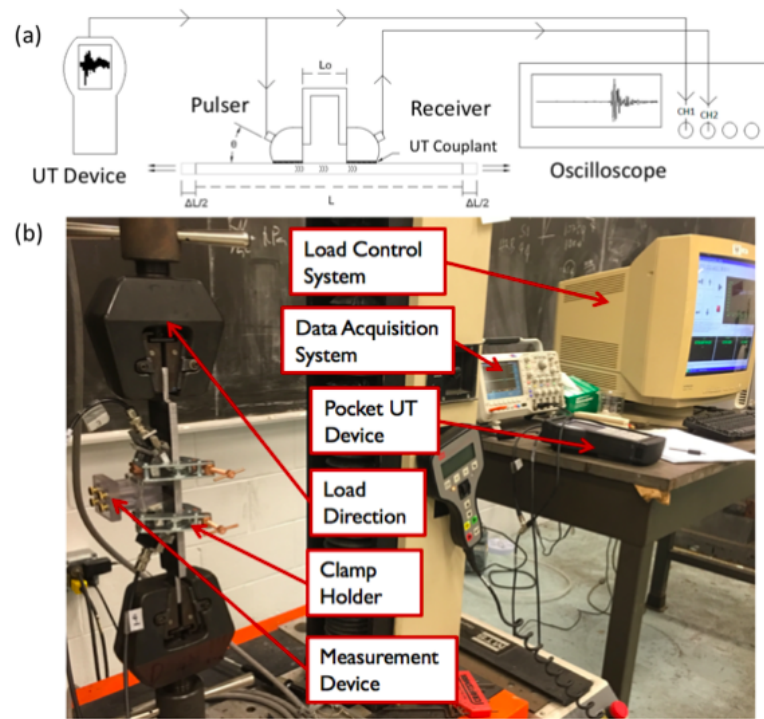 (a)
Lo
Pulser
Receiver
θ
UT Couplant
CH1
CH2
UT Device
Oscilloscope
ΔL/2
L
ΔL/2
(b)
Load Control
System
Data Acquisition
System
Pocket UT
Device
Load
Direction
Clamp
Holder
Measurement
Device